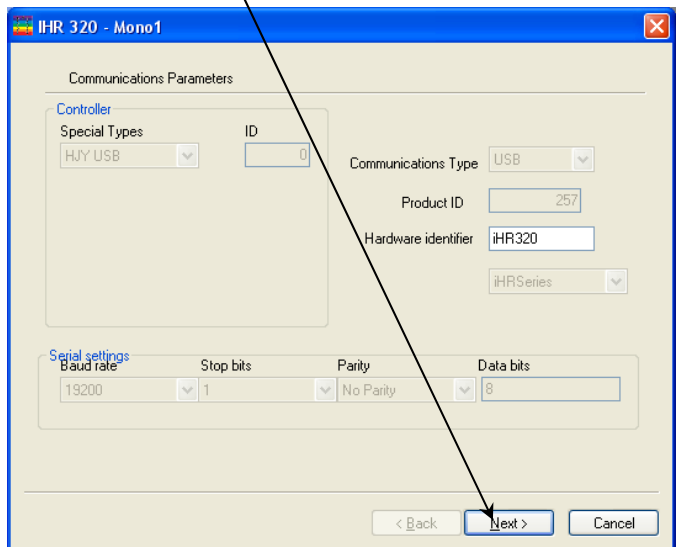 IHR 320 - Mono1
Communications Parameters
Controller
Special Types ID
HJY USB 0
Communications Type USB
Product ID 257
Hardware identifier iHR320
iHRSeries
Serial settings
Baud rate Stop bits Parity Data bits
19200 1 No Parity 8
< Back Next > Cancel